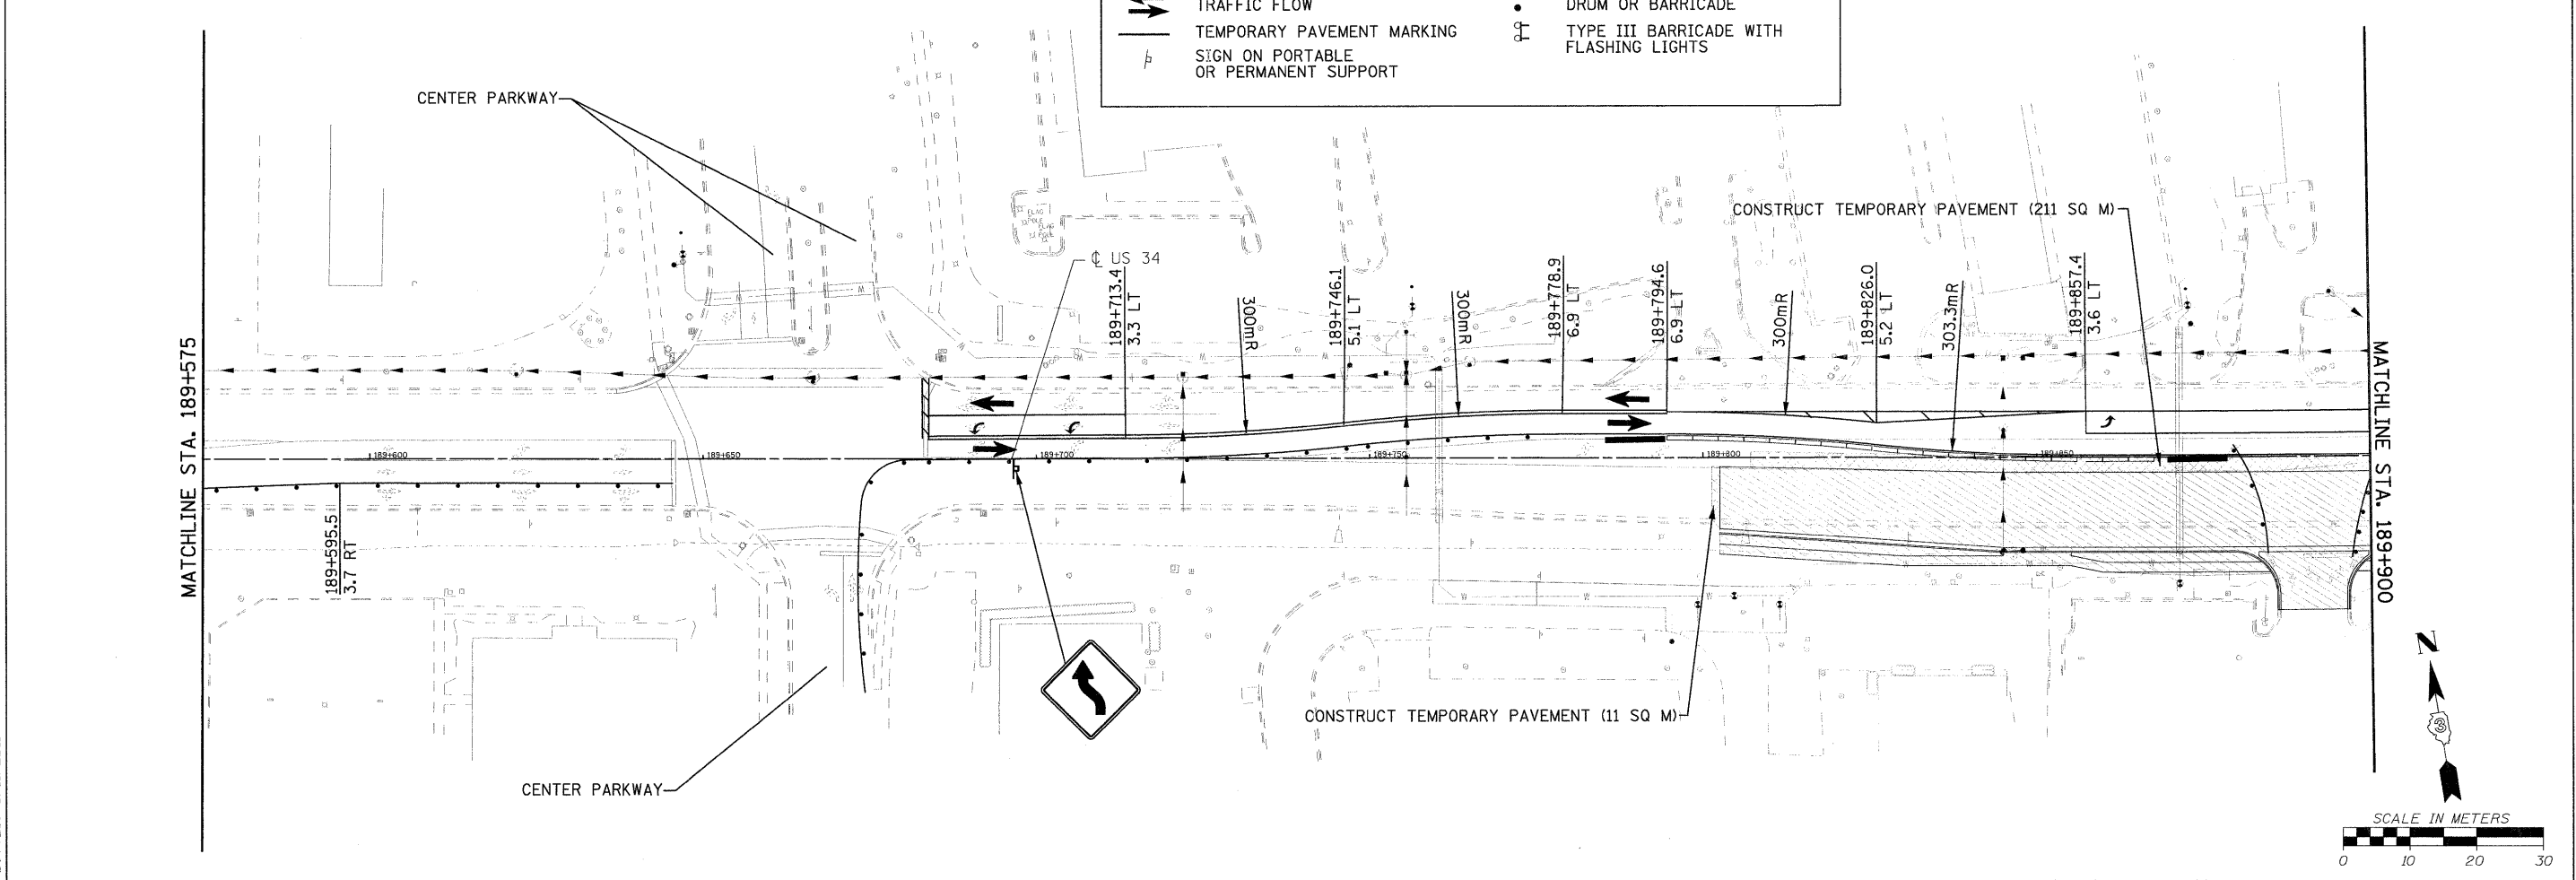 TRAFFIC FLOW
TEMPORARY PAVEMENT MARKING
SIGN ON PORTABLE
OR PERMANENT SUPPORT
DRUM OR BARRICADE
TYPE III BARRICADE WITH
FLASHING LIGHTS
CENTER PARKWAY
CONSTRUCT TEMPORARY PAVEMENT (211 SQ M)
℄ US 34
FLAG
POLE
189+713.4
3.3 LT
300mR
189+746.1
5.1 LT
300mR
189+778.9
6.9 LT
189+794.6
6.9 LT
300mR
189+826.0
5.2 LT
303.3mR
189+857.4
3.6 LT
MATCHLINE STA. 189+575
MATCHLINE STA. 189+900
189+600
189+650
189+700
189+750
189+800
189+850
189+595.5
3.7 RT
CONSTRUCT TEMPORARY PAVEMENT (11 SQ M)
CENTER PARKWAY
N
3
SCALE IN METERS
0 10 20 30